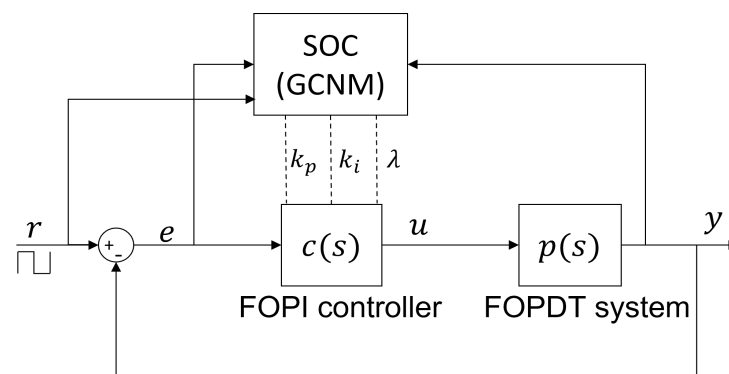 SOC
(GCNM)
k_p k_i λ
r
+
-
e
c(s)
u
p(s)
y
FOPI controller
FOPDT system